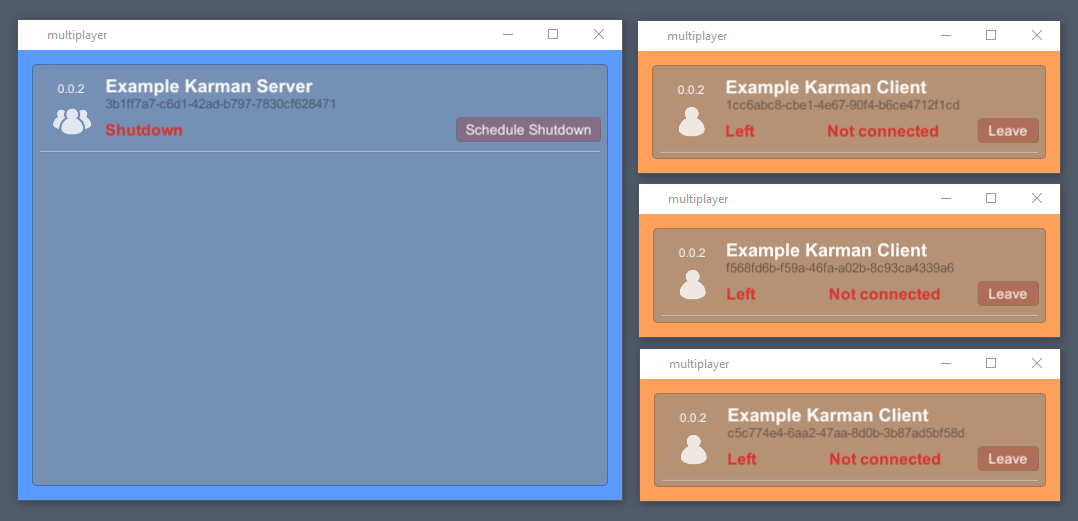 multiplayer
0.0.2
Example Karman Server
3b1ff7a7-c6d1-42ad-b797-7830cf628471
Shutdown
Schedule Shutdown
multiplayer
0.0.2
Example Karman Client
1cc6abc8-cbe1-4e67-90f4-b6ce4712f1cd
Left
Not connected
Leave
multiplayer
0.0.2
Example Karman Client
f568fd6b-f59a-46fa-a02b-8c93ca4339a6
Left
Not connected
Leave
multiplayer
0.0.2
Example Karman Client
c5c774e4-6aa2-47aa-8d0b-3b87ad5bf58d
Left
Not connected
Leave